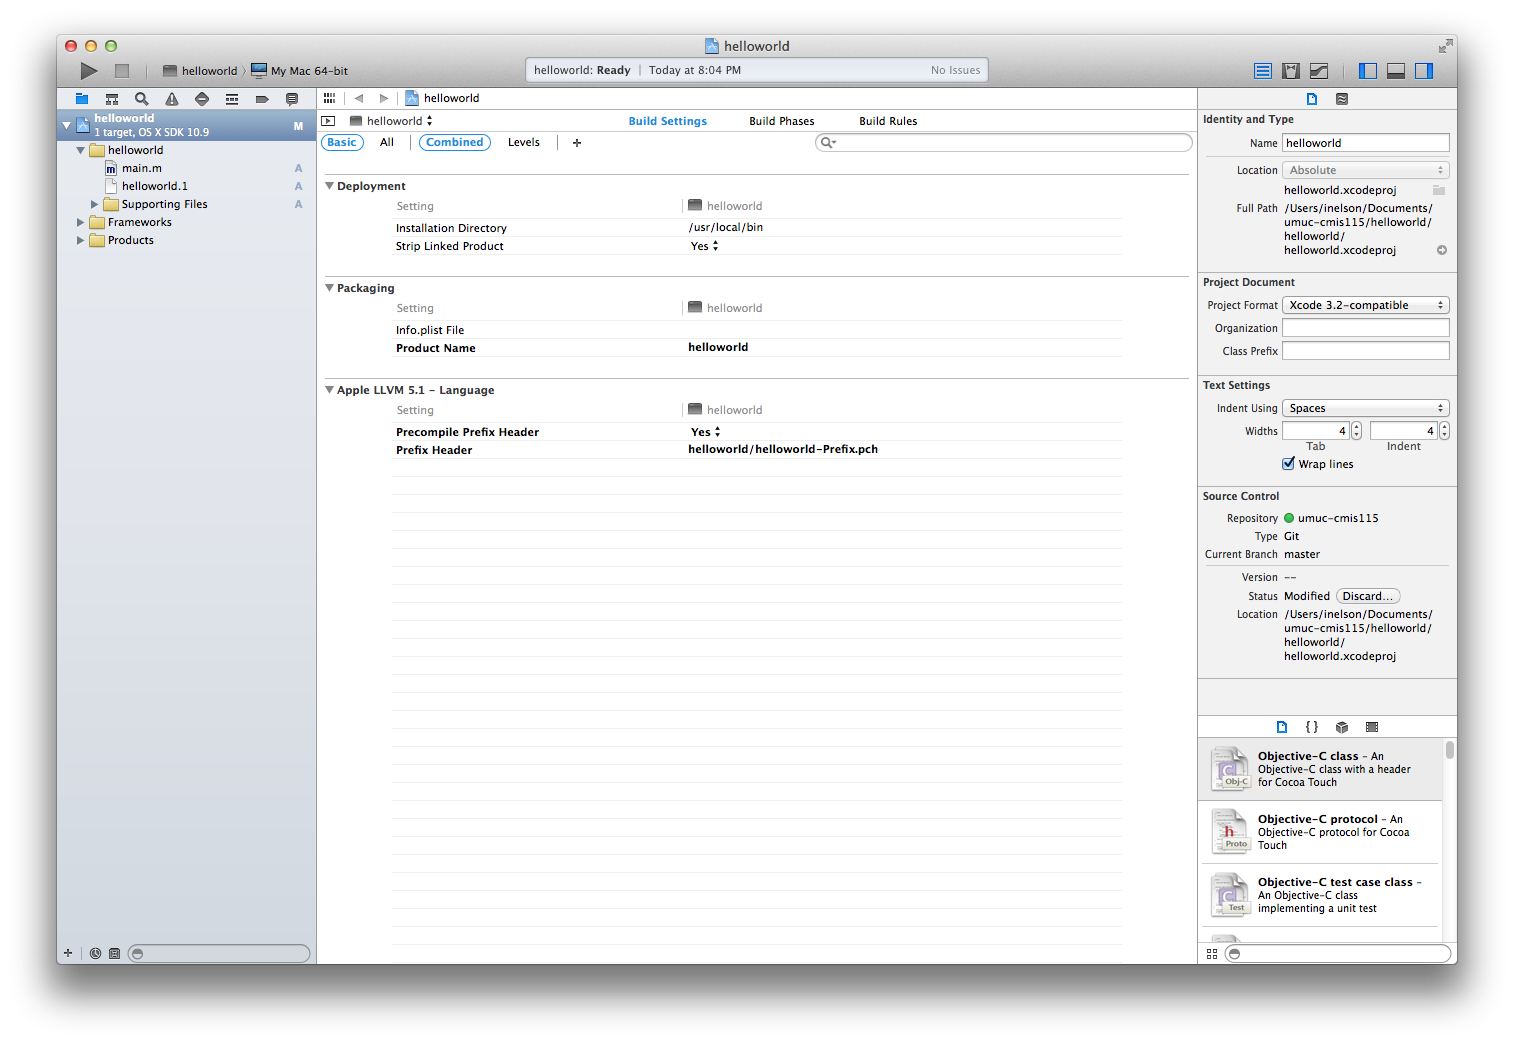 helloworld
helloworld 〉 My Mac 64-bit
helloworld: Ready | Today at 8:04 PM No Issues
helloworld
1 target, OS X SDK 10.9 M
helloworld
main.m A
helloworld.1 A
Supporting Files A
Frameworks
Products
helloworld
helloworld Build Settings Build Phases Build Rules
Basic All Combined Levels +
Deployment
Setting helloworld
Installation Directory /usr/local/bin
Strip Linked Product Yes
Packaging
Setting helloworld
Info.plist File
Product Name helloworld
Apple LLVM 5.1 - Language
Setting helloworld
Precompile Prefix Header Yes
Prefix Header helloworld/helloworld-Prefix.pch
Identity and Type
Name helloworld
Location Absolute
helloworld.xcodeproj
Full Path /Users/inelson/Documents/
umuc-cmis115/helloworld/
helloworld/
helloworld.xcodeproj
Project Document
Project Format Xcode 3.2-compatible
Organization
Class Prefix
Text Settings
Indent Using Spaces
Widths 4 4
Tab Indent
Wrap lines
Source Control
Repository umuc-cmis115
Type Git
Current Branch master
Version --
Status Modified Discard...
Location /Users/inelson/Documents/
umuc-cmis115/helloworld/
helloworld/
helloworld.xcodeproj
{ }
Obj-C
Objective-C class - An
Objective-C class with a header
for Cocoa Touch
h
Proto
Objective-C protocol - An
Objective-C protocol for Cocoa
Touch
C
Test
Objective-C test case class -
An Objective-C class
implementing a unit test